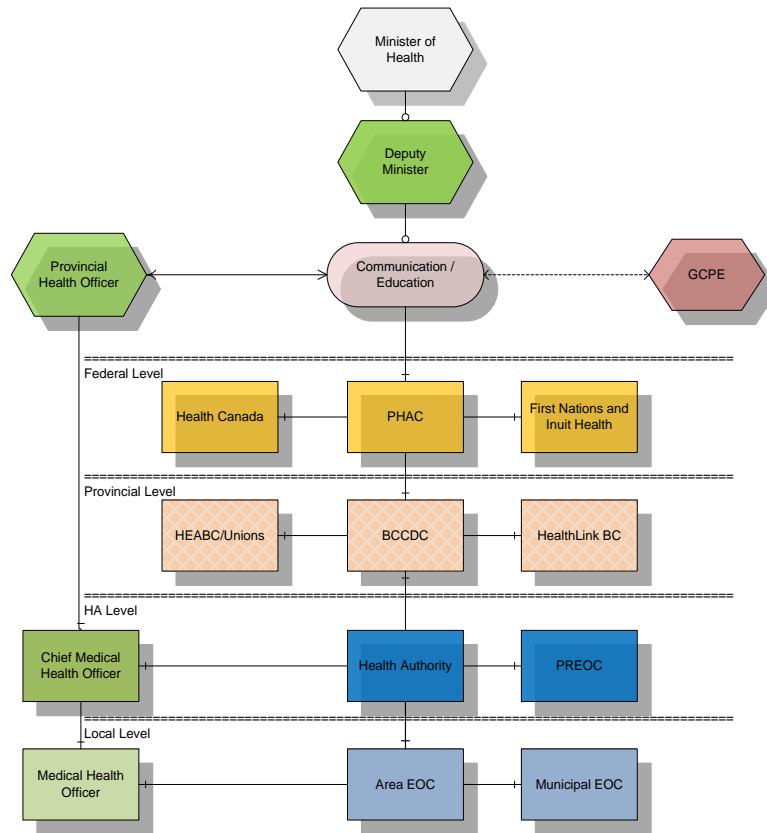 Minister of
Health
Deputy
Minister
Provincial
Health Officer
Communication /
Education
GCPE
Federal Level
Health Canada
PHAC
First Nations and
Inuit Health
Provincial Level
HEABC/Unions
BCCDC
HealthLink BC
HA Level
Chief Medical
Health Officer
Health Authority
PREOC
Local Level
Medical Health
Officer
Area EOC
Municipal EOC